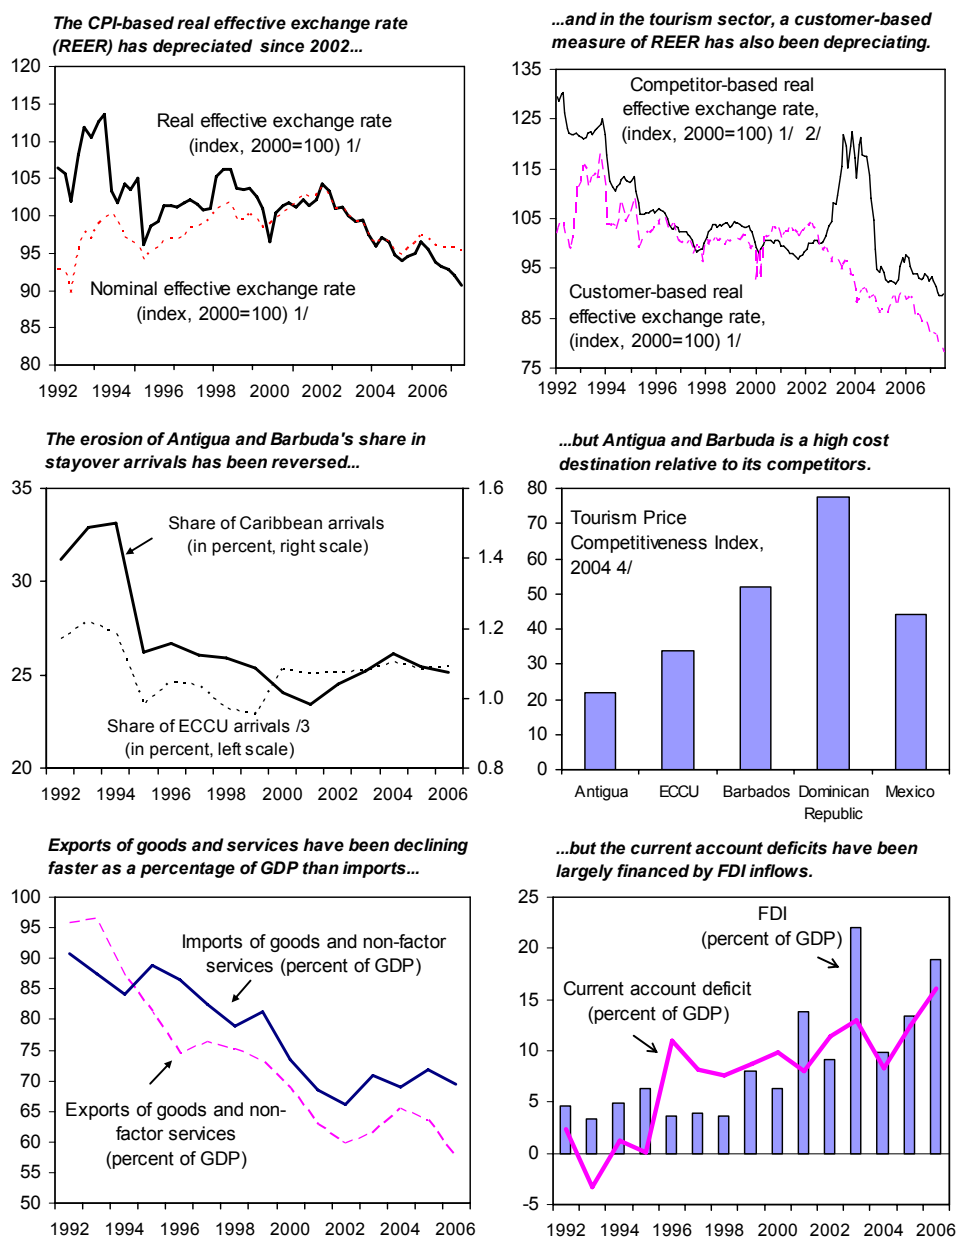 The CPI-based real effective exchange rate
(REER) has depreciated since 2002...
120
115
110
105
100
95
90
85
80
Real effective exchange rate
(index, 2000=100) 1/
Nominal effective exchange rate
(index, 2000=100) 1/
1992 1994 1996 1998 2000 2002 2004 2006
...and in the tourism sector, a customer-based
measure of REER has also been depreciating.
135
125
115
105
95
85
75
Competitor-based real
effective exchange rate,
(index, 2000=100) 1/ 2/
Customer-based real
effective exchange rate,
(index, 2000=100) 1/
1992 1994 1996 1998 2000 2002 2004 2006
The erosion of Antigua and Barbuda's share in
stayover arrivals has been reversed...
35
30
25
20
1.6
1.4
1.2
1.0
0.8
Share of Caribbean arrivals
(in percent, right scale)
Share of ECCU arrivals /3
(in percent, left scale)
1992 1994 1996 1998 2000 2002 2004 2006
...but Antigua and Barbuda is a high cost
destination relative to its competitors.
80
70
60
50
40
30
20
10
0
Tourism Price
Competitiveness Index,
2004 4/
Antigua ECCU Barbados Dominican Mexico
Republic
Exports of goods and services have been declining
faster as a percentage of GDP than imports...
100
95
90
85
80
75
70
65
60
55
50
Imports of goods and non-factor
services (percent of GDP)
Exports of goods and non-
factor services
(percent of GDP)
1992 1994 1996 1998 2000 2002 2004 2006
...but the current account deficits have been
largely financed by FDI inflows.
25
20
15
10
5
0
-5
FDI
(percent of GDP)
Current account deficit
(percent of GDP)
1992 1994 1996 1998 2000 2002 2004 2006